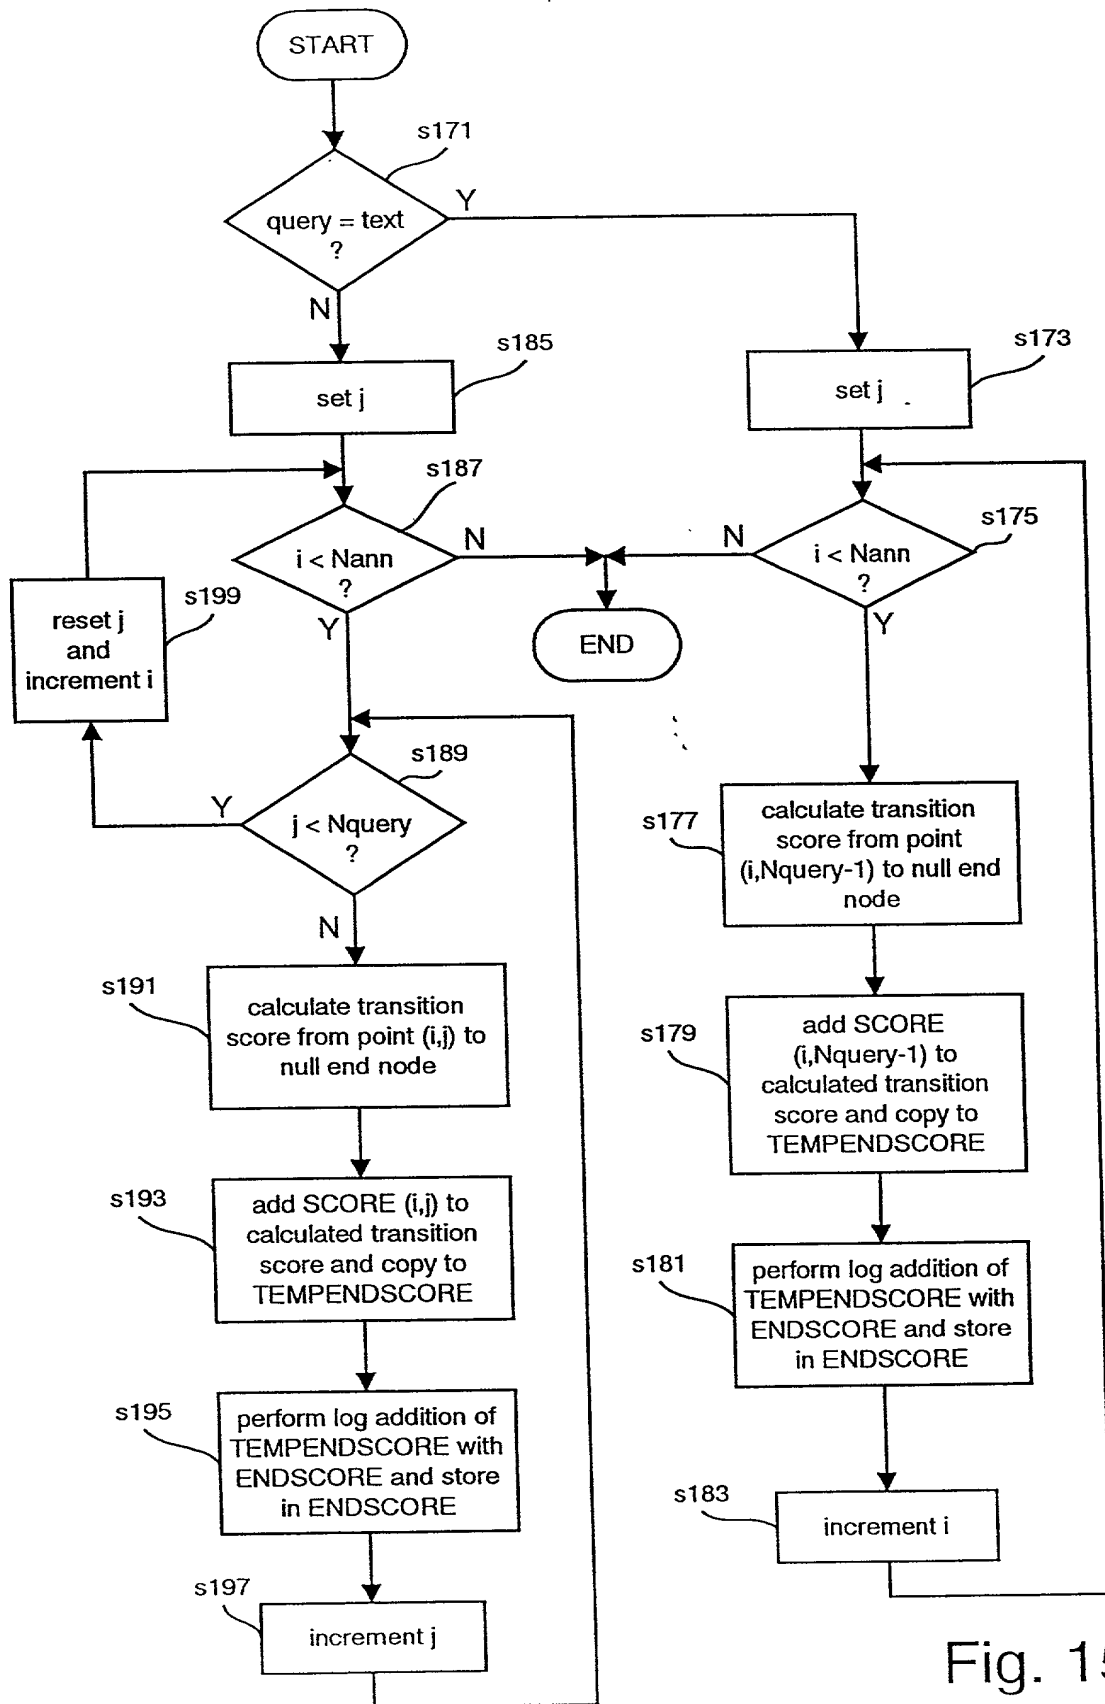 START
s171
query = text
?
Y
N
s185
set j
s173
set j
s187
i < Nann
?
N
Y
s175
i < Nann
?
N
Y
END
s199
reset j
and
increment i
s189
j < Nquery
?
Y
N
s177
calculate transition
score from point
(i,Nquery-1) to null end
node
s191
calculate transition
score from point (i,j) to
null end node
s179
add SCORE
(i,Nquery-1) to
calculated transition
score and copy to
TEMPENDSCORE
s193
add SCORE (i,j) to
calculated transition
score and copy to
TEMPENDSCORE
s181
perform log addition of
TEMPENDSCORE with
ENDSCORE and store
in ENDSCORE
s195
perform log addition of
TEMPENDSCORE with
ENDSCORE and store
in ENDSCORE
s183
increment i
s197
increment j
Fig. 15